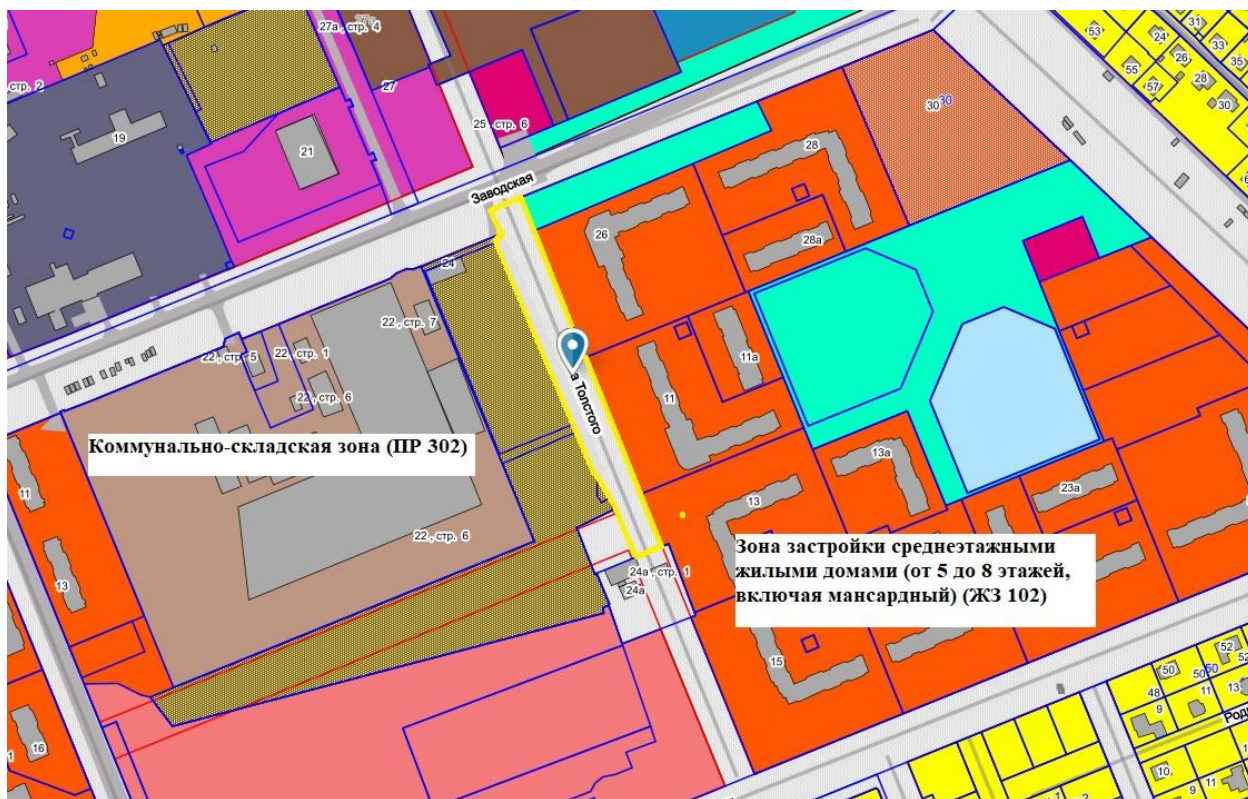 27а
27а, стр. 4
53
31
24
33
26
35
55
28
57
30
, стр. 2
27
30
30
25 стр. 6
19
21
28
Заводская
26
28а
24
22, стр. 7
22, стр. 5
22, стр. 1
11а
22, стр. 6
11
а Толстого
Коммунально-складская зона (ПР 302)
13а
11
23а
13
22, стр. 6
Зона застройки среднеэтажными
жилыми домами (от 5 до 8 этажей,
включая мансардный) (ЖЗ 102)
13
24а, стр. 1
24а
15
52
50
50
52
48
11
13
9
16
10
11
9